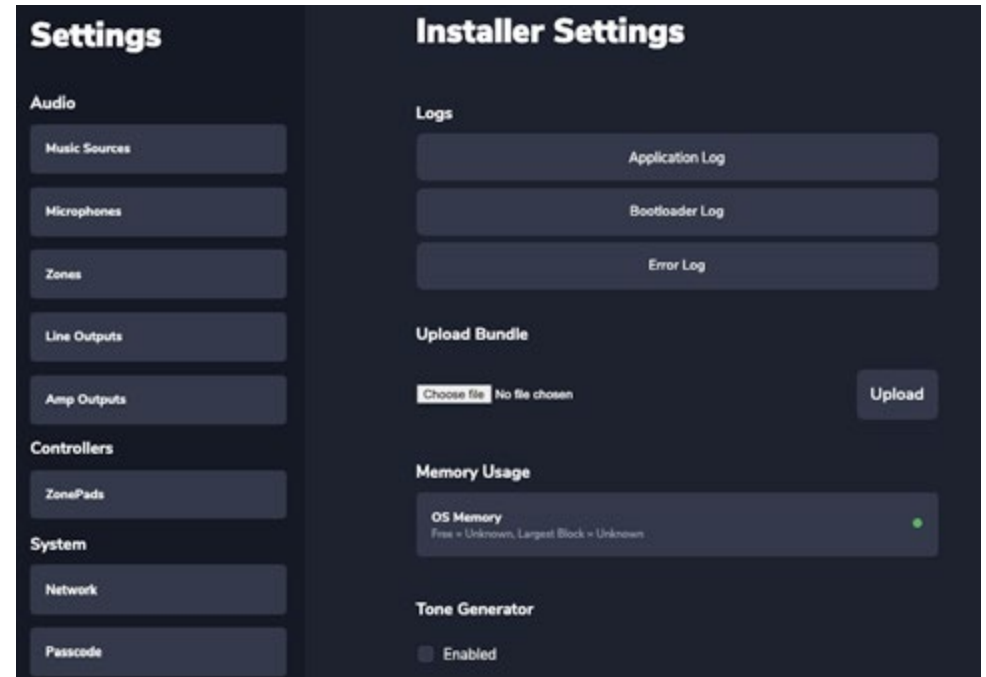 Settings
Audio
Music Sources
Microphones
Zones
Line Outputs
Amp Outputs
Controllers
ZonePads
System
Network
Passcode
Installer Settings
Logs
Application Log
Bootloader Log
Error Log
Upload Bundle
Choose file No file chosen
Upload
Memory Usage
OS Memory
Free = Unknown, Largest Block = Unknown
Tone Generator
Enabled